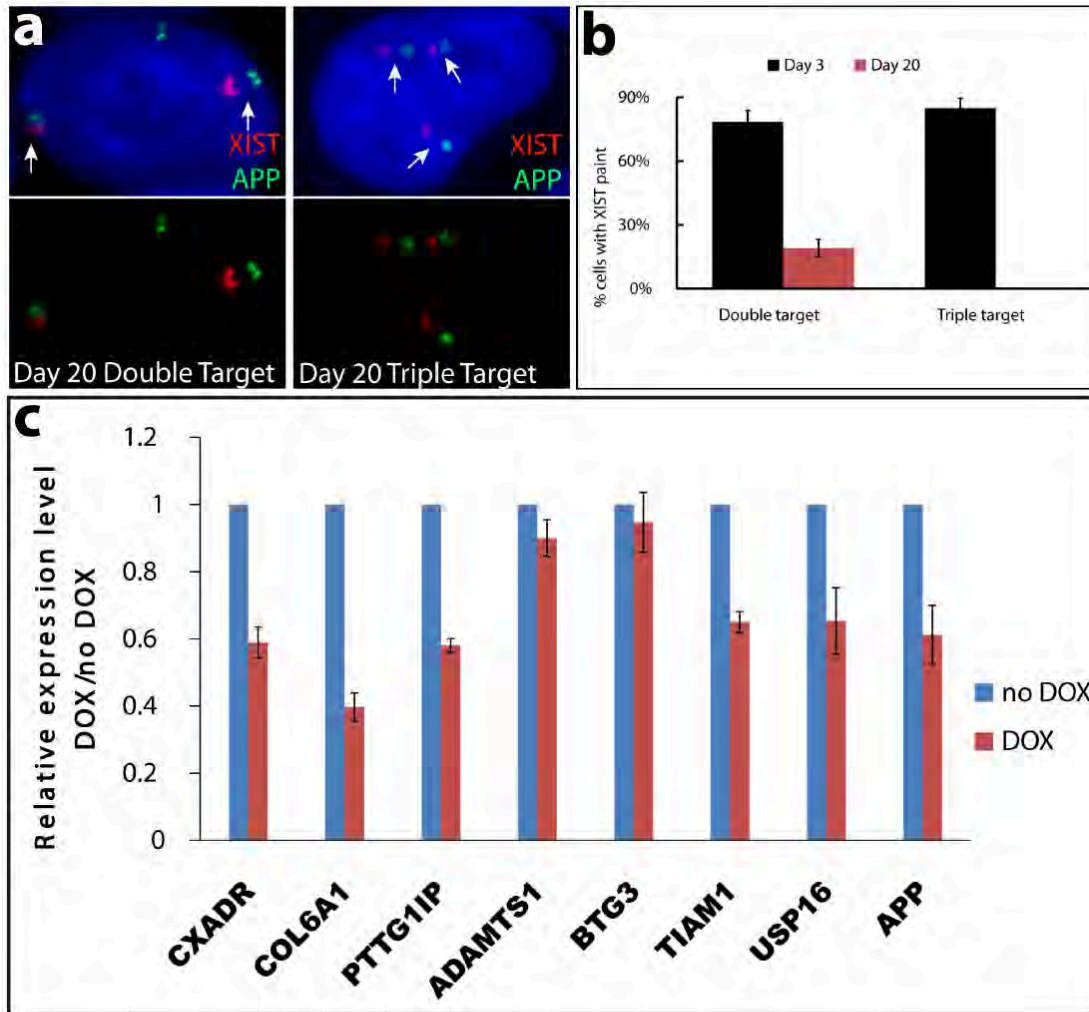 a
XIST
APP
XIST
APP
Day 20 Double Target
Day 20 Triple Target
b
Day 3
Day 20
% cells with XIST paint
90%
60%
30%
0%
Double target
Triple target
c
Relative expression level
DOX/no DOX
1.2
1
0.8
0.6
0.4
0.2
0
CXADR
COL6A1
PTTG1IP
ADAMTS1
BTG3
TIAM1
USP16
APP
no DOX
DOX